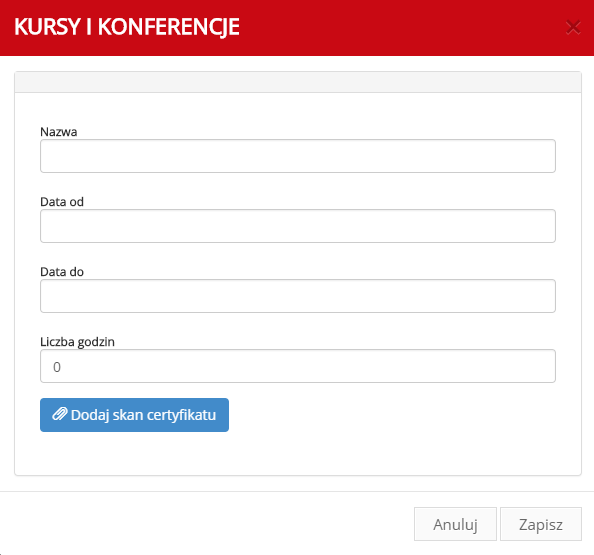 KURSY I KONFERENCJE
Nazwa
Data od
Data do
Liczba godzin
0
Dodaj skan certyfikatu
Anuluj
Zapisz